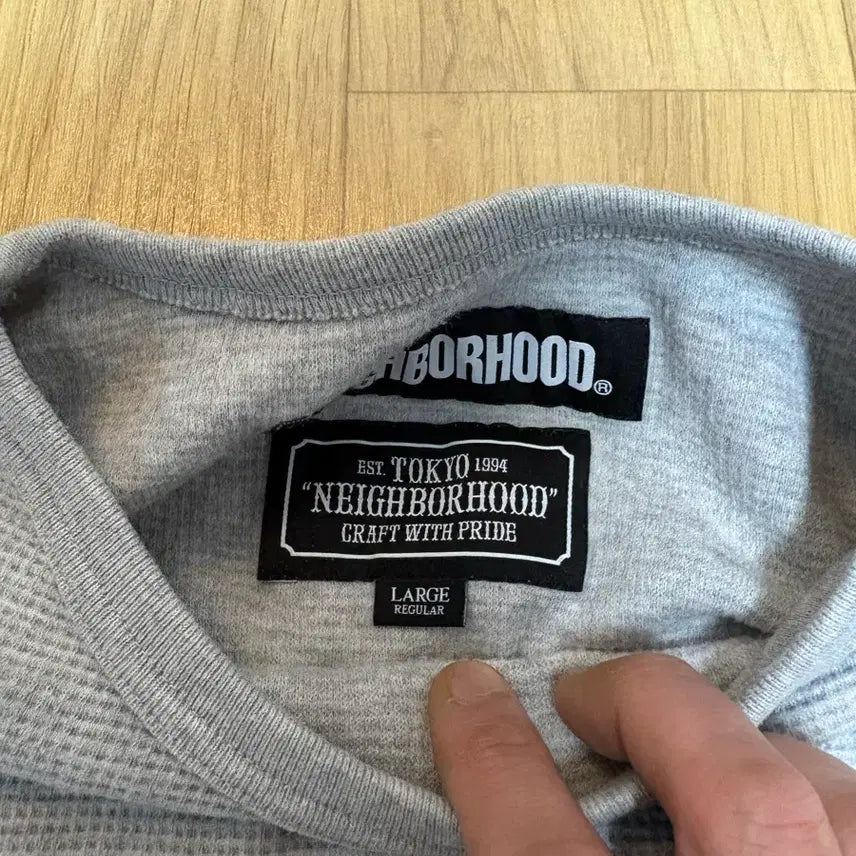 GHBORHOOD®
EST. TOKYO 1994
"NEIGHBORHOOD"
CRAFT WITH PRIDE
LARGE
REGULAR